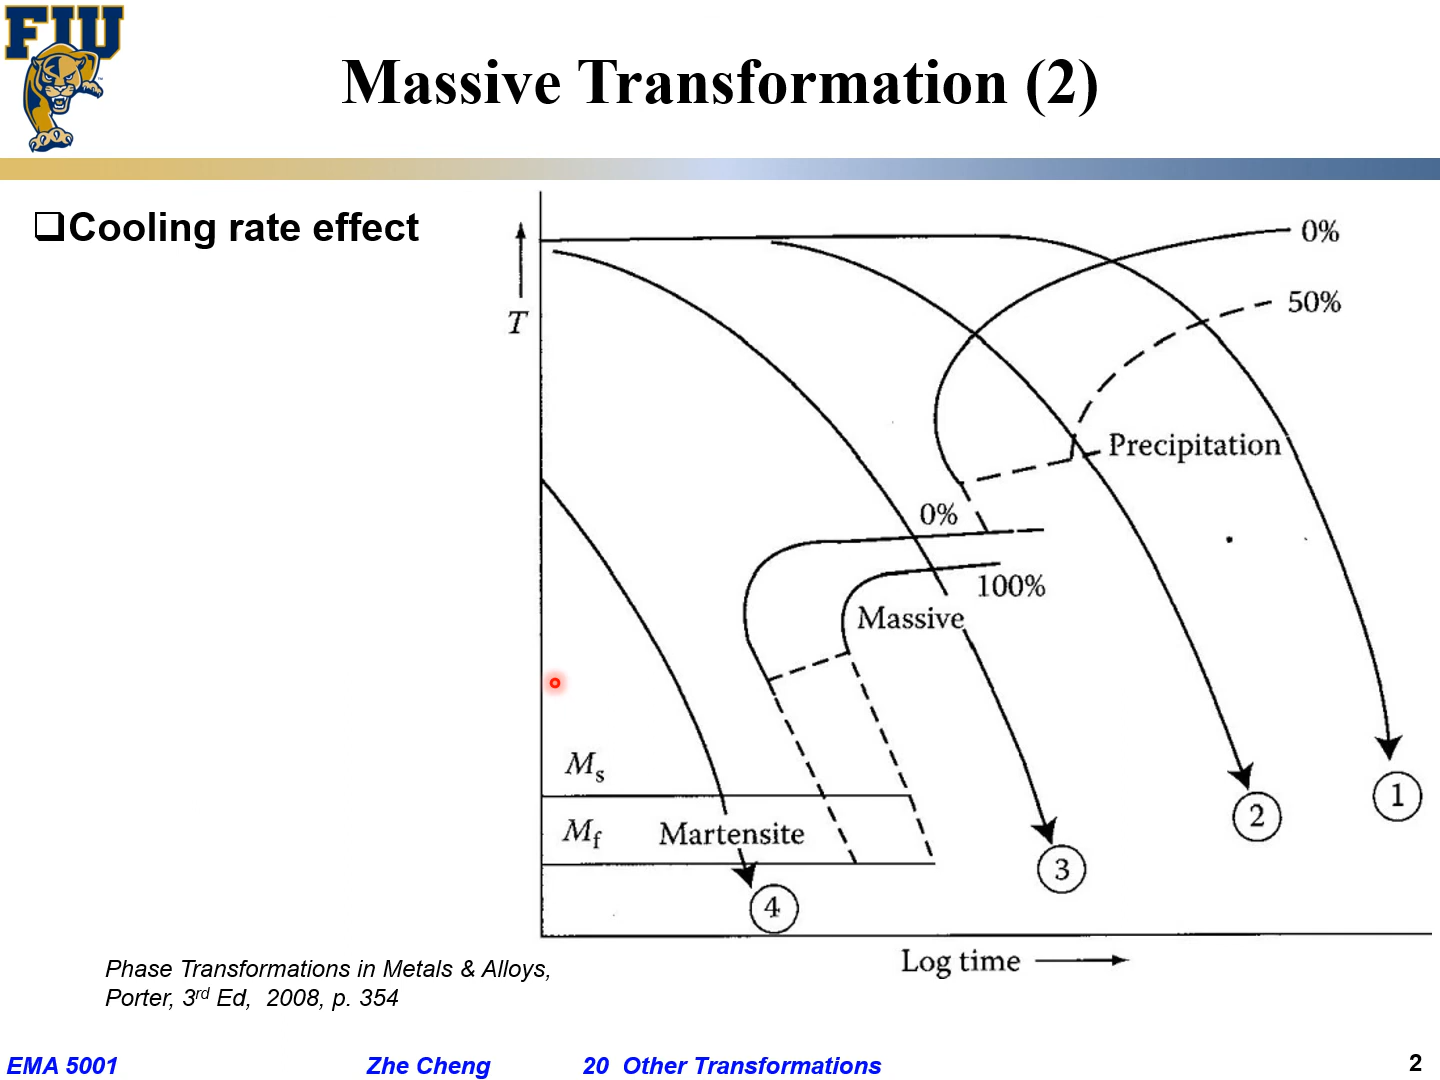 FIU
Massive Transformation (2)
Cooling rate effect
T
0%
50%
Precipitation
0%
100%
Massive
Ms
Mf
Martensite
1
2
3
4
Log time
Phase Transformations in Metals & Alloys,
Porter, 3rd Ed, 2008, p. 354
EMA 5001 Zhe Cheng 20 Other Transformations 2